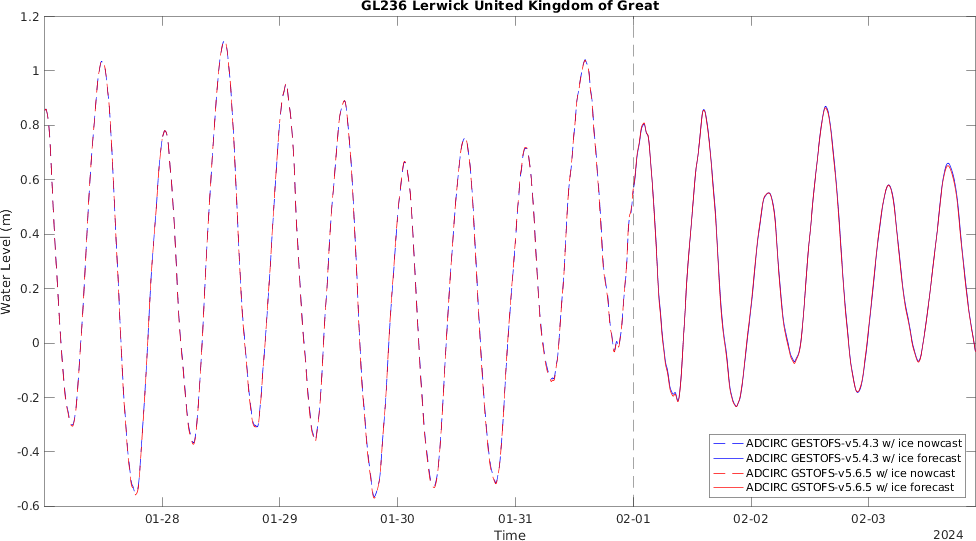 GL236 Lerwick United Kingdom of Great
1.2
1
0.8
0.6
0.4
0.2
0
-0.2
-0.4
-0.6
Water Level (m)
ADCIRC GESTOFS-v5.4.3 w/ ice nowcast
ADCIRC GESTOFS-v5.4.3 w/ ice forecast
ADCIRC GSTOFS-v5.6.5 w/ ice nowcast
ADCIRC GSTOFS-v5.6.5 w/ ice forecast
01-28 01-29 01-30 01-31 02-01 02-02 02-03
Time
2024